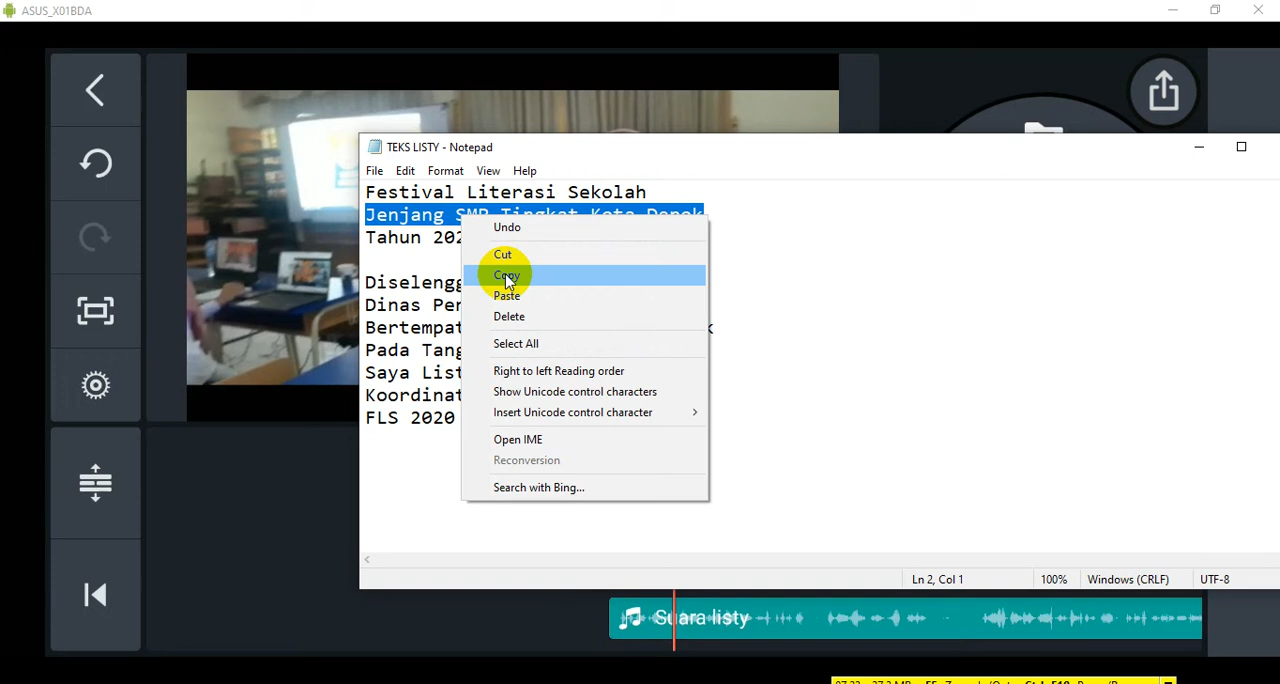 ASUS_X01BDA
TEKS LISTY - Notepad
File Edit Format View Help
Festival Literasi Sekolah
Jenjang SMP Tingkat Kota Depok
Tahun 202
Diselengg
Dinas Per
Bertempat k
Pada Tang
Saya List
Koordinat
FLS 2020
Undo
Cut
Copy
Paste
Delete
Select All
Right to left Reading order
Show Unicode control characters
Insert Unicode control character >
Open IME
Reconversion
Search with Bing...
Ln 2, Col 1 100% Windows (CRLF) UTF-8
Suara listy